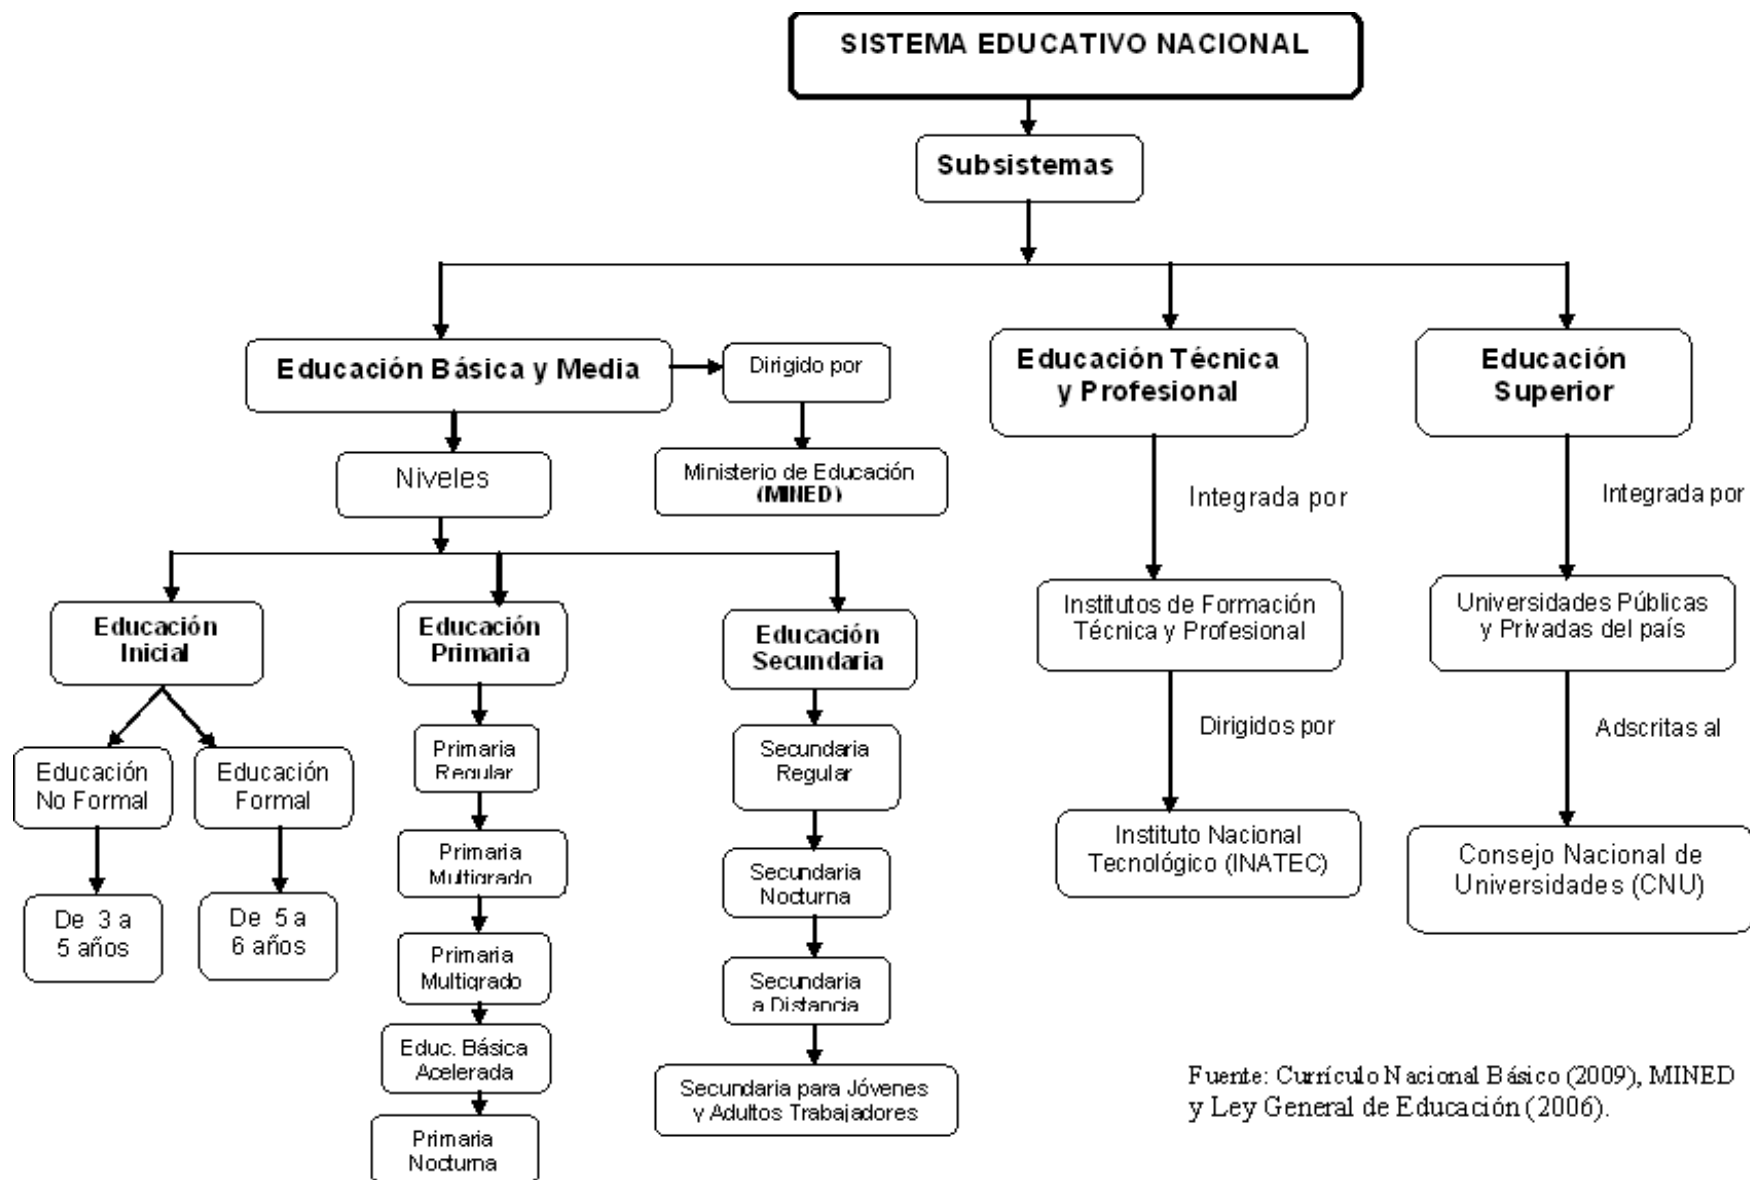 SISTEMA EDUCATIVO NACIONAL
Subsistemas
Educación Básica y Media
Dirigido por
Educación Técnica
y Profesional
Educación
Superior
Niveles
Ministerio de Educación
(MINED)
Integrada por
Integrada por
Educación
Inicial
Educación
Primaria
Educación
Secundaria
Institutos de Formación
Técnica y Profesional
Universidades Públicas
y Privadas del país
Dirigidos por
Adscritas al
Educación
No Formal
Educación
Formal
Primaria
Regular
Secundaria
Regular
Primaria
Multigrado
Secundaria
Nocturna
Instituto Nacional
Tecnológico (INATEC)
Consejo Nacional de
Universidades (CNU)
De 3 a
5 años
De 5 a
6 años
Primaria
Multigrado
Secundaria
a Distancia
Educ. Básica
Acelerada
Secundaria para Jóvenes
y Adultos Trabajadores
Primaria
Nocturna
Fuente: Currículo Nacional Básico (2009), MINED
y Ley General de Educación (2006).